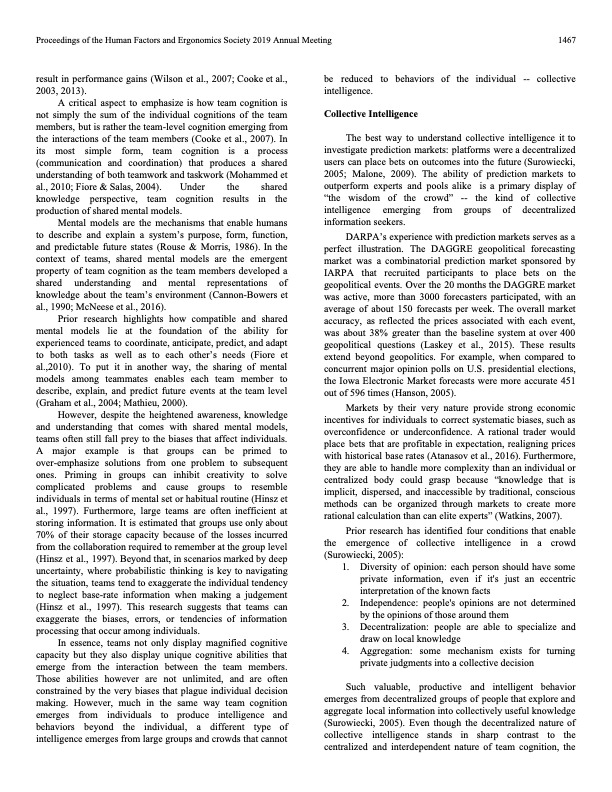 Proceedings of the Human Factors and Ergonomics Society 2019 Annual Meeting
1467
result in performance gains (Wilson et al., 2007; Cooke et al.,
2003, 2013).
A critical aspect to emphasize is how team cognition is
not simply the sum of the individual cognitions of the team
members, but is rather the team-level cognition emerging from
the interactions of the team members (Cooke et al., 2007). In
its most simple form, team cognition is a process
(communication and coordination) that produces a shared
understanding of both teamwork and taskwork (Mohammed et
al., 2010; Fiore & Salas, 2004). Under the shared
knowledge perspective, team cognition results in the
production of shared mental models.
Mental models are the mechanisms that enable humans
to describe and explain a system's purpose, form, function,
and predictable future states (Rouse & Morris, 1986). In the
context of teams, shared mental models are the emergent
property of team cognition as the team members developed a
shared understanding and mental representations of
knowledge about the team's environment (Cannon-Bowers et
al., 1990; McNeese et al., 2016).
Prior research highlights how compatible and shared
mental models lie at the foundation of the ability for
experienced teams to coordinate, anticipate, predict, and adapt
to both tasks as well as to each other's needs (Fiore et
al.,2010). To put it in another way, the sharing of mental
models among teammates enables each team member to
describe, explain, and predict future events at the team level
(Graham et al., 2004; Mathieu, 2000).
However, despite the heightened awareness, knowledge
and understanding that comes with shared mental models,
teams often still fall prey to the biases that affect individuals.
A major example is that groups can be primed to
over-emphasize solutions from one problem to subsequent
ones. Priming in groups can inhibit creativity to solve
complicated problems and cause groups to resemble
individuals in terms of mental set or habitual routine (Hinsz et
al., 1997). Furthermore, large teams are often inefficient at
storing information. It is estimated that groups use only about
70% of their storage capacity because of the losses incurred
from the collaboration required to remember at the group level
(Hinsz et al., 1997). Beyond that, in scenarios marked by deep
uncertainty, where probabilistic thinking is key to navigating
the situation, teams tend to exaggerate the individual tendency
to neglect base-rate information when making a judgement
(Hinsz et al., 1997). This research suggests that teams can
exaggerate the biases, errors, or tendencies of information
processing that occur among individuals.
In essence, teams not only display magnified cognitive
capacity but they also display unique cognitive abilities that
emerge from the interaction between the team members.
Those abilities however are not unlimited, and are often
constrained by the very biases that plague individual decision
making. However, much in the same way team cognition
emerges from individuals to produce intelligence and
behaviors beyond the individual, a different type of
intelligence emerges from large groups and crowds that cannot
be reduced to behaviors of the individual -- collective
intelligence.
Collective Intelligence
The best way to understand collective intelligence it to
investigate prediction markets: platforms were a decentralized
users can place bets on outcomes into the future (Surowiecki,
2005; Malone, 2009). The ability of prediction markets to
outperform experts and pools alike is a primary display of
“the wisdom of the crowd” -- the kind of collective
intelligence emerging from groups of decentralized
information seekers.
DARPA's experience with prediction markets serves as a
perfect illustration. The DAGGRE geopolitical forecasting
market was a combinatorial prediction market sponsored by
IARPA that recruited participants to place bets on the
geopolitical events. Over the 20 months the DAGGRE market
was active, more than 3000 forecasters participated, with an
average of about 150 forecasts per week. The overall market
accuracy, as reflected the prices associated with each event,
was about 38% greater than the baseline system at over 400
geopolitical questions (Laskey et al., 2015). These results
extend beyond geopolitics. For example, when compared to
concurrent major opinion polls on U.S. presidential elections,
the Iowa Electronic Market forecasts were more accurate 451
out of 596 times (Hanson, 2005).
Markets by their very nature provide strong economic
incentives for individuals to correct systematic biases, such as
overconfidence or underconfidence. A rational trader would
place bets that are profitable in expectation, realigning prices
with historical base rates (Atanasov et al., 2016). Furthermore,
they are able to handle more complexity than an individual or
centralized body could grasp because “knowledge that is
implicit, dispersed, and inaccessible by traditional, conscious
methods can be organized through markets to create more
rational calculation than can elite experts” (Watkins, 2007).
Prior research has identified four conditions that enable
the emergence of collective intelligence in a crowd
(Surowiecki, 2005):
1. Diversity of opinion: each person should have some
private information, even if it's just an eccentric
interpretation of the known facts
2. Independence: people's opinions are not determined
by the opinions of those around them
3. Decentralization: people are able to specialize and
draw on local knowledge
4. Aggregation: some mechanism exists for turning
private judgments into a collective decision
Such valuable, productive and intelligent behavior
emerges from decentralized groups of people that explore and
aggregate local information into collectively useful knowledge
(Surowiecki, 2005). Even though the decentralized nature of
collective intelligence stands in sharp contrast to the
centralized and interdependent nature of team cognition, the